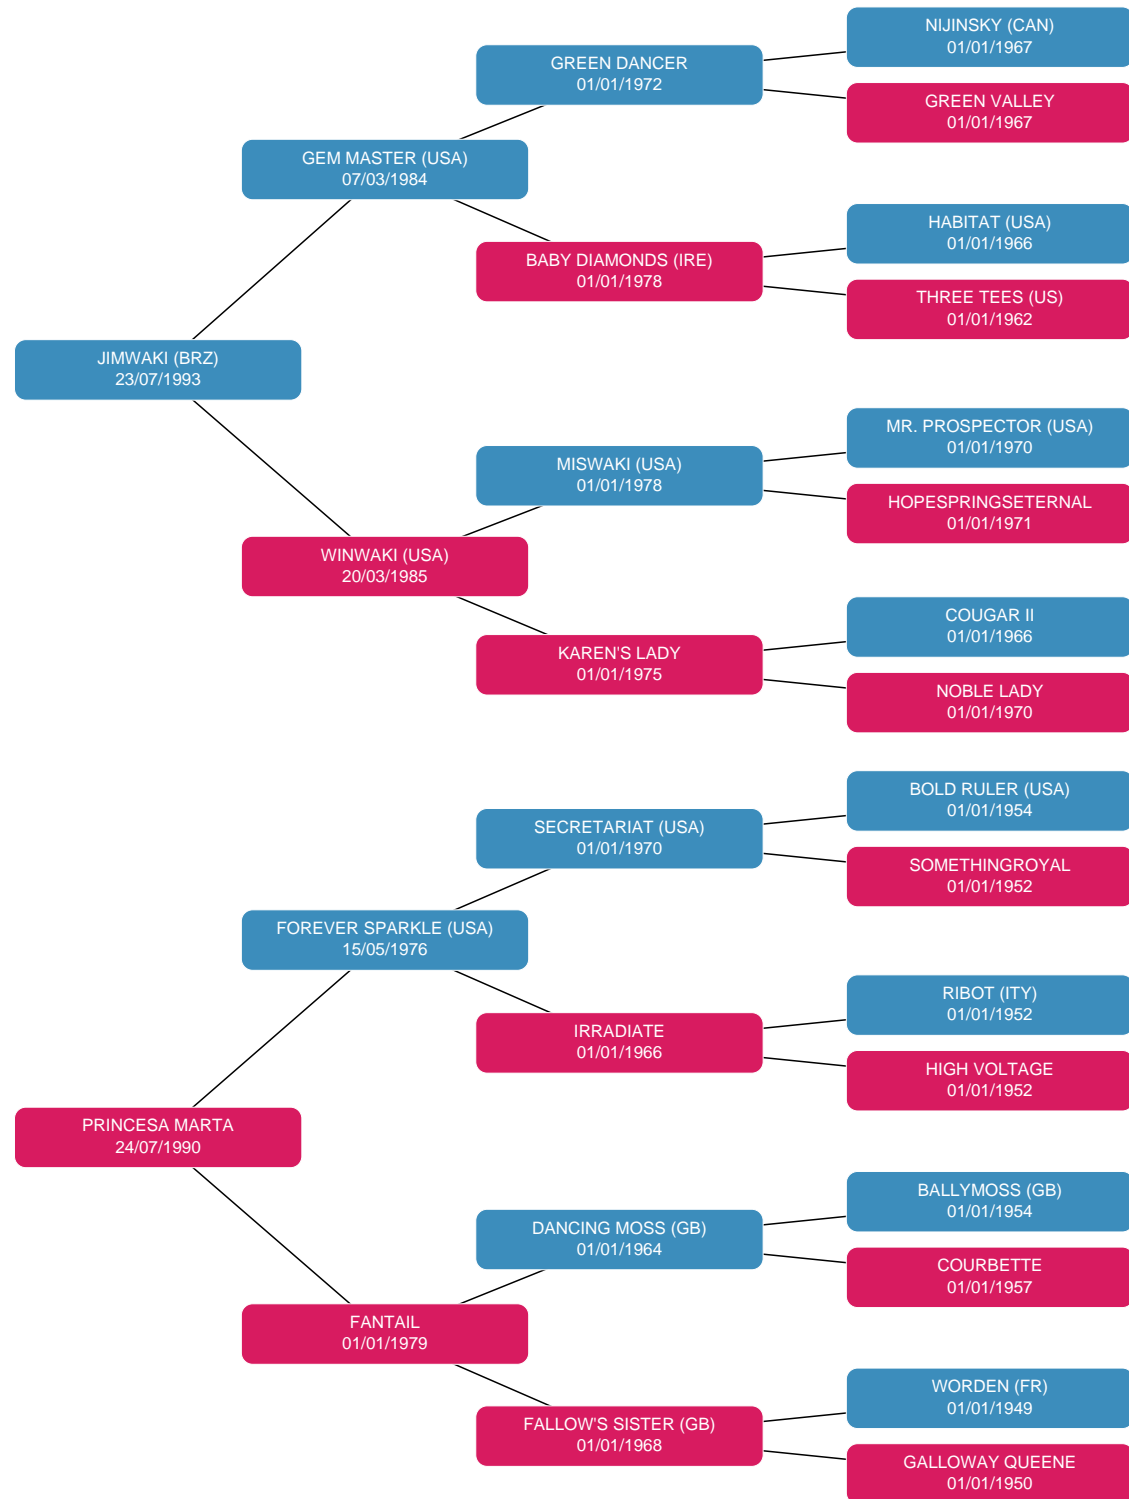 NIJINSKY (CAN)
01/01/1967
GREEN DANCER
01/01/1972
GREEN VALLEY
01/01/1967
GEM MASTER (USA)
07/03/1984
HABITAT (USA)
01/01/1966
BABY DIAMONDS (IRE)
01/01/1978
THREE TEES (US)
01/01/1962
JIMWAKI (BRZ)
23/07/1993
MR. PROSPECTOR (USA)
01/01/1970
MISWAKI (USA)
01/01/1978
HOPESPRINGSETERNAL
01/01/1971
WINWAKI (USA)
20/03/1985
COUGAR II
01/01/1966
KAREN'S LADY
01/01/1975
NOBLE LADY
01/01/1970
BOLD RULER (USA)
01/01/1954
SECRETARIAT (USA)
01/01/1970
SOMETHINGROYAL
01/01/1952
FOREVER SPARKLE (USA)
15/05/1976
RIBOT (ITY)
01/01/1952
IRRADIATE
01/01/1966
HIGH VOLTAGE
01/01/1952
PRINCESA MARTA
24/07/1990
BALLYMOSS (GB)
01/01/1954
DANCING MOSS (GB)
01/01/1964
COURBETTE
01/01/1957
FANTAIL
01/01/1979
WORDEN (FR)
01/01/1949
FALLOW'S SISTER (GB)
01/01/1968
GALLOWAY QUEENE
01/01/1950